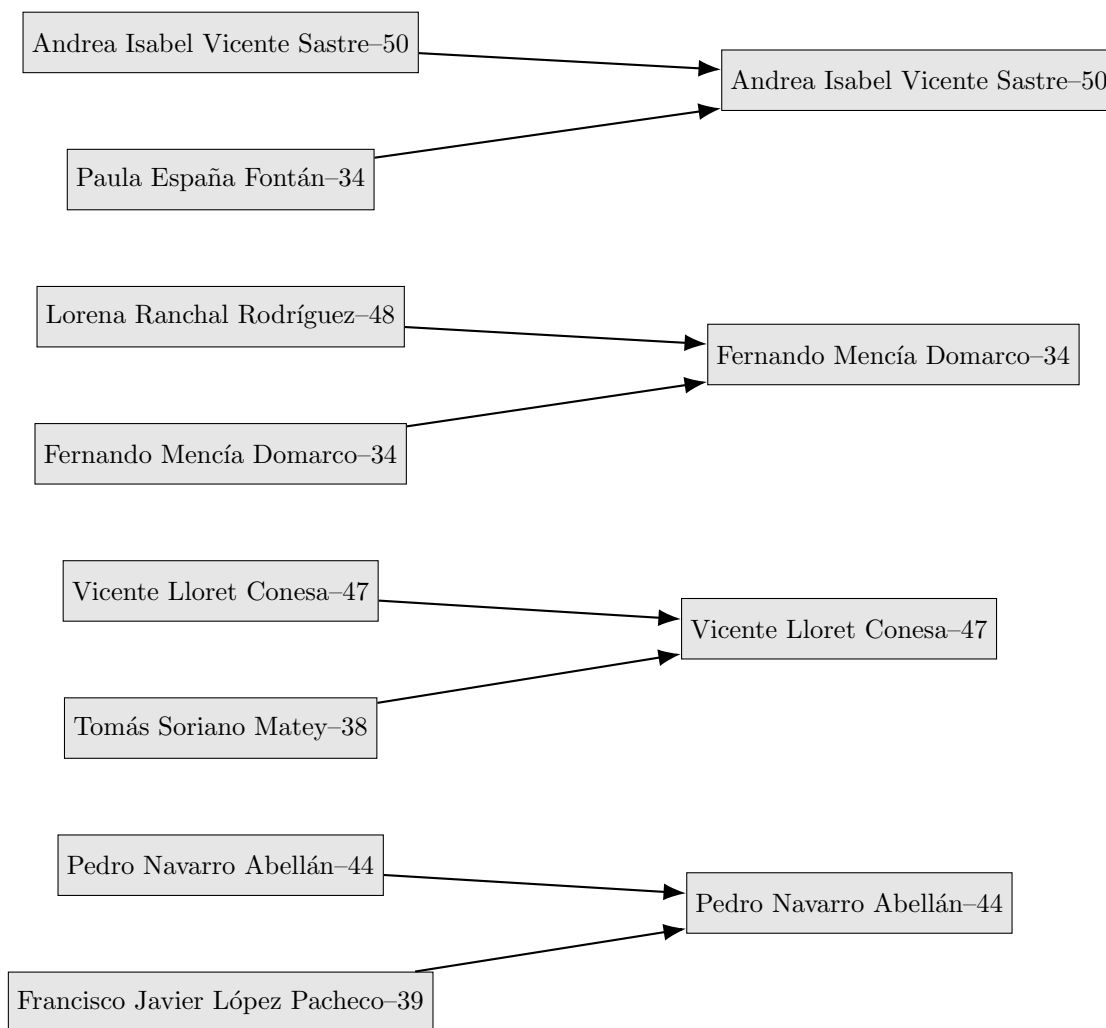 Andrea Isabel Vicente Sastre–50
Andrea Isabel Vicente Sastre–50
Paula España Fontán–34
Lorena Ranchal Rodríguez–48
Fernando Mencía Domarco–34
Fernando Mencía Domarco–34
Vicente Lloret Conesa–47
Vicente Lloret Conesa–47
Tomás Soriano Matey–38
Pedro Navarro Abellán–44
Pedro Navarro Abellán–44
Francisco Javier López Pacheco–39